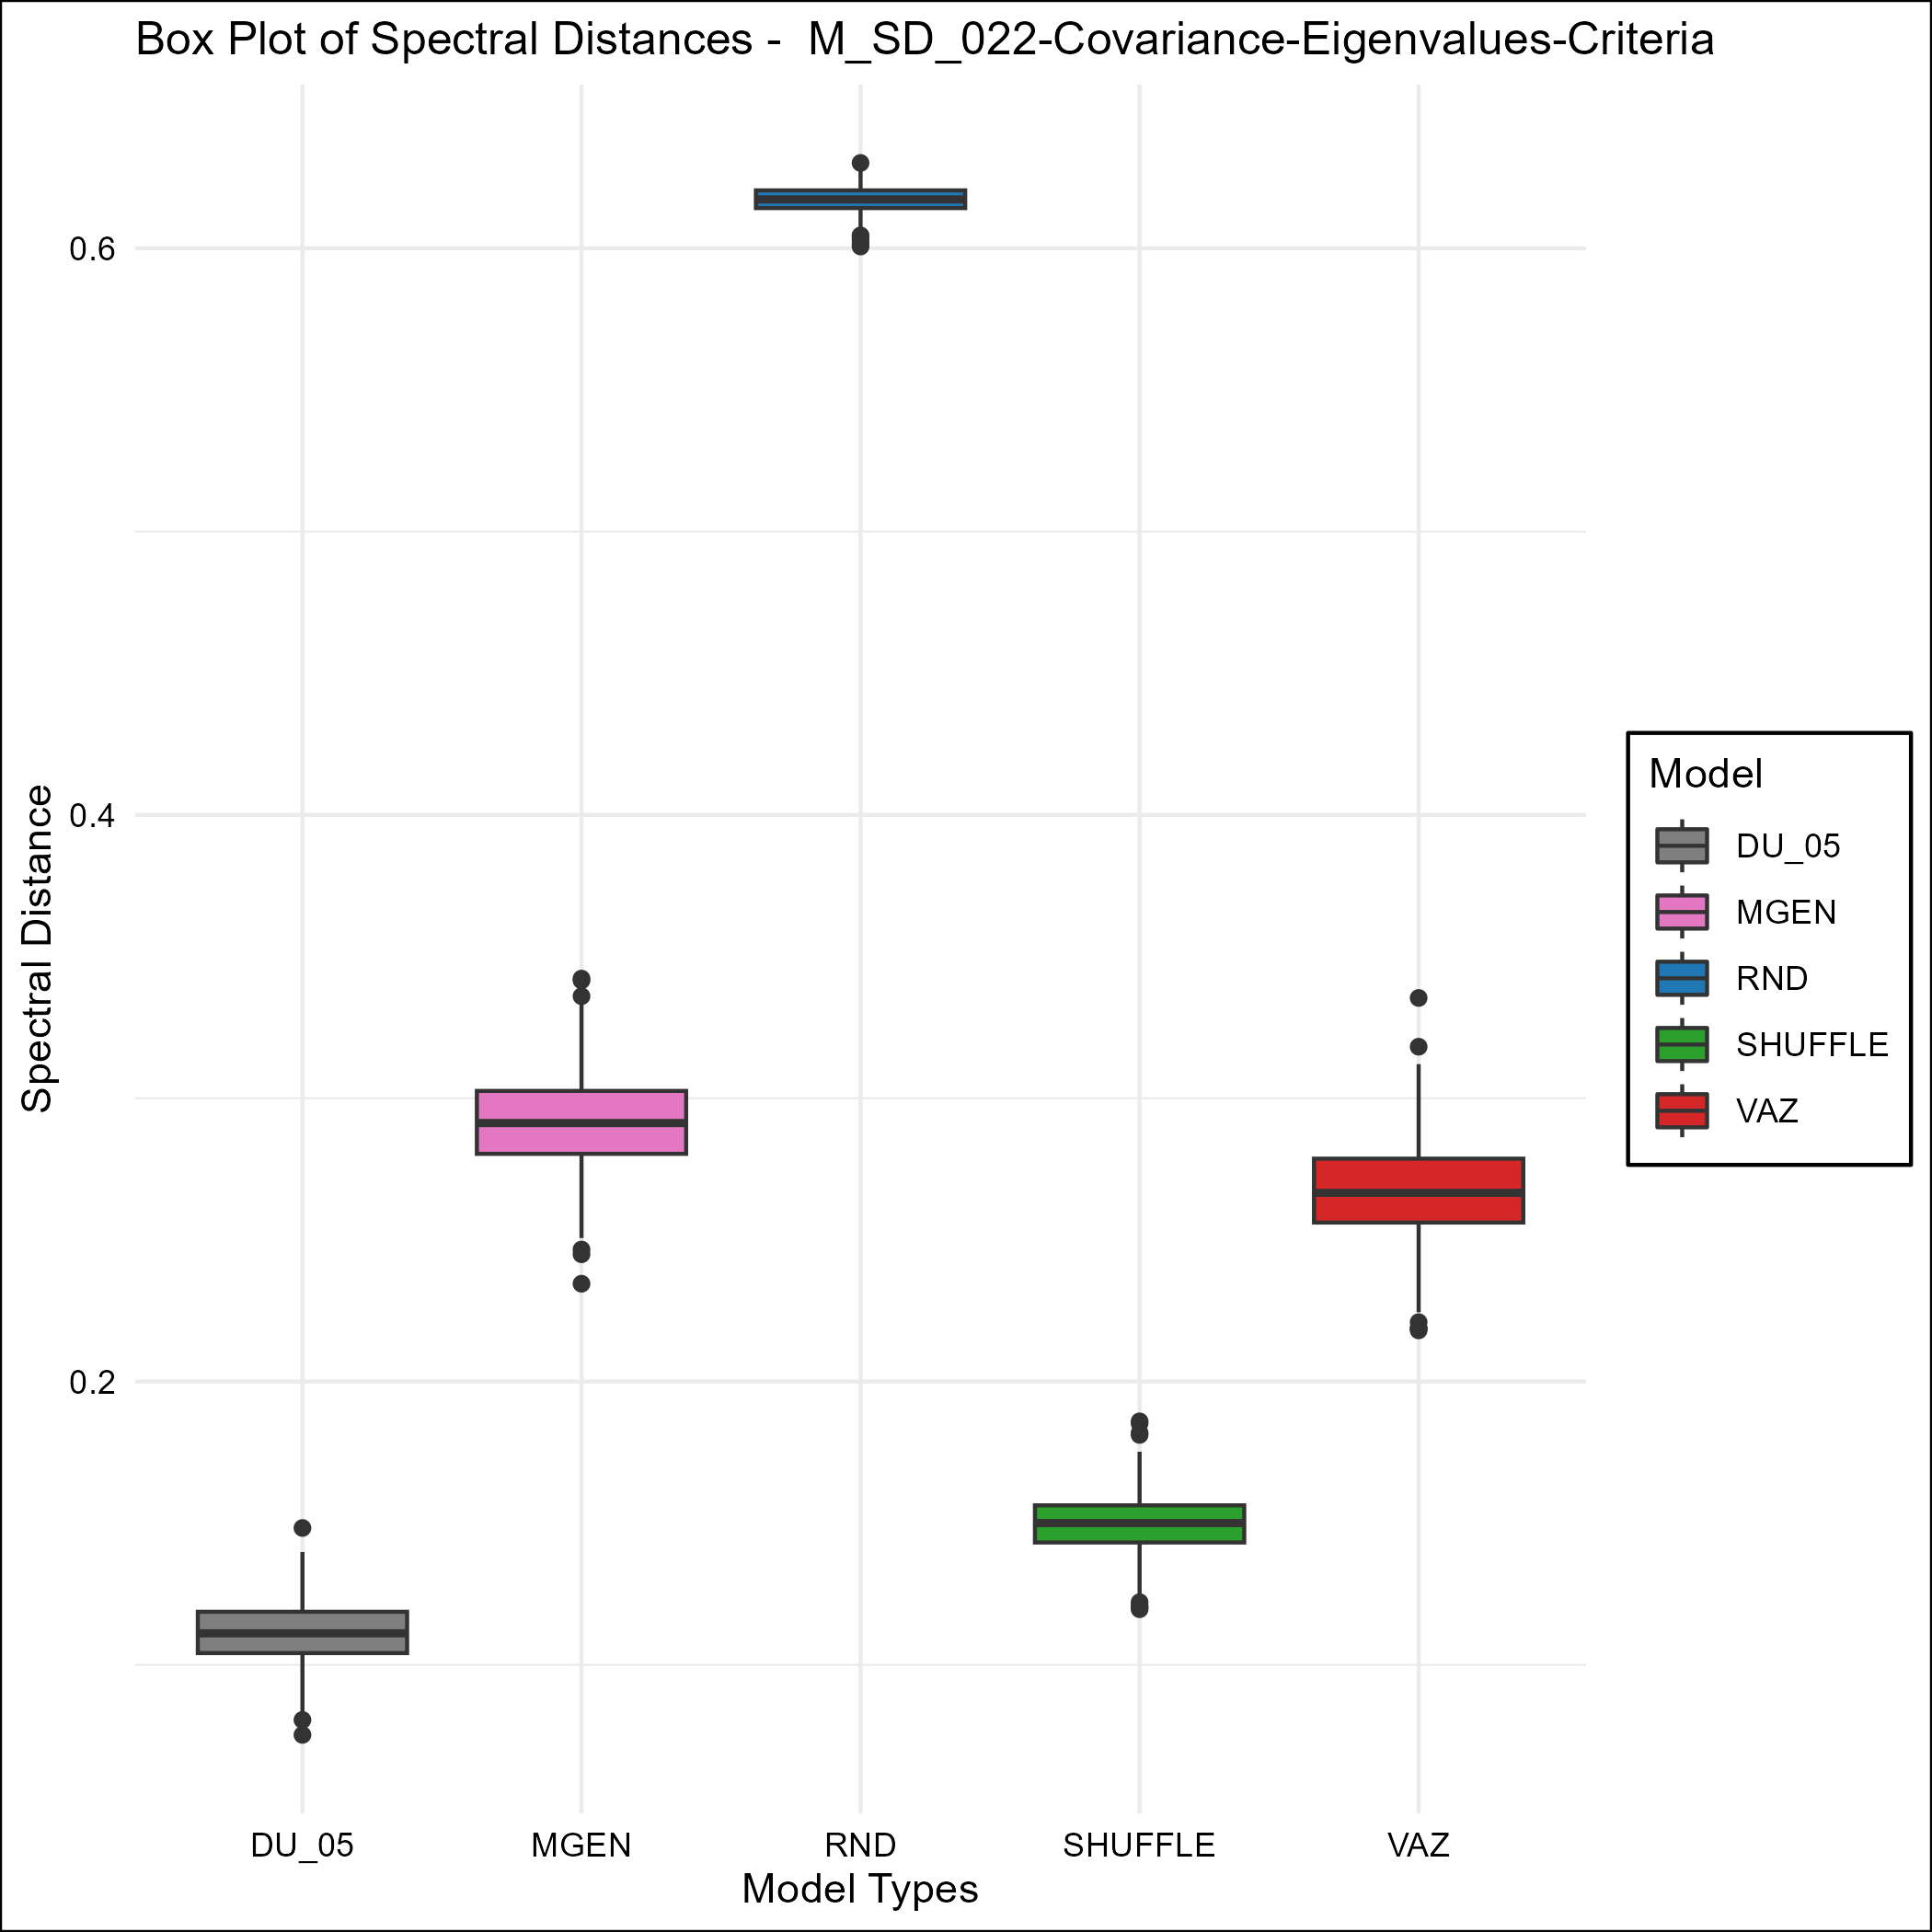 Box Plot of Spectral Distances -  M_SD_022-Covariance-Eigenvalues-Criteria
Spectral Distance
0.6
0.4
0.2
DU_05
MGEN
RND
SHUFFLE
VAZ
Model Types
Model
DU_05
MGEN
RND
SHUFFLE
VAZ